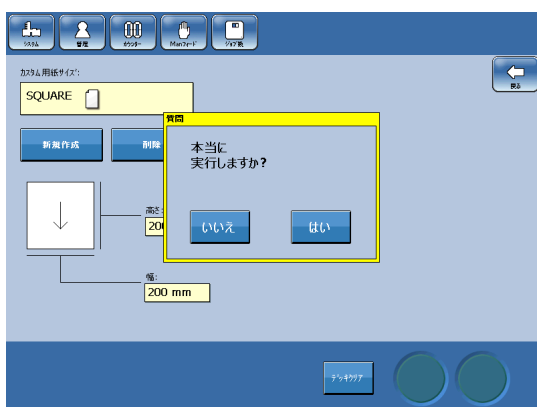 システム
管理
カウンター
Manフィード
ジョブ長
戻る
カスタム用紙サイズ:
SQUARE
新規作成
削除
質問
本当に
実行しますか?
いいえ
はい
高さ:
200
幅:
200 mm
デッキクリア